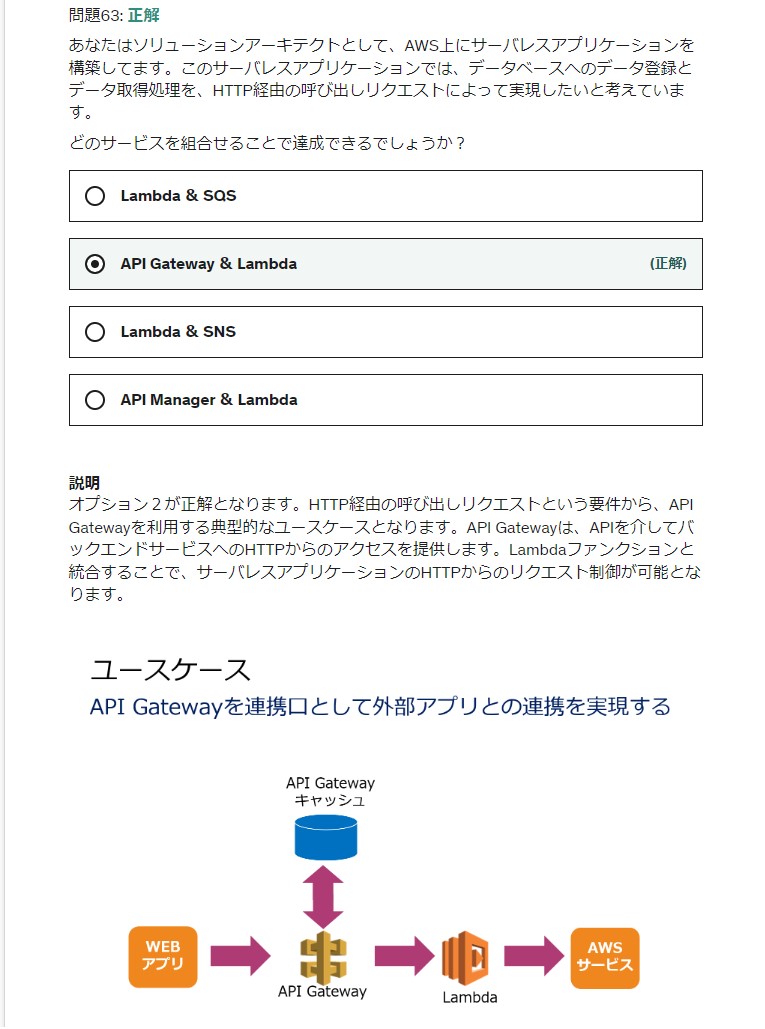 問題63: 正解
あなたはソリューションアーキテクトとして、AWS上にサーバレスアプリケーションを
構築してます。このサーバレスアプリケーションでは、データベースへのデータ登録と
データ取得処理を、HTTP経由の呼び出しリクエストによって実現したいと考えていま
す。
どのサービスを組合せることで達成できるでしょうか？
Lambda & SQS
API Gateway & Lambda (正解)
Lambda & SNS
API Manager & Lambda
説明
オプション２が正解となります。HTTP経由の呼び出しリクエストという要件から、API
Gatewayを利用する典型的なユースケースとなります。API Gatewayは、APIを介してバ
ックエンドサービスへのHTTPからのアクセスを提供します。Lambdaファンクションと
統合することで、サーバレスアプリケーションのHTTPからのリクエスト制御が可能とな
ります。
ユースケース
API Gatewayを連携口として外部アプリとの連携を実現する
API Gateway
キャッシュ
WEB
アプリ
API Gateway
Lambda
AWS
サービス